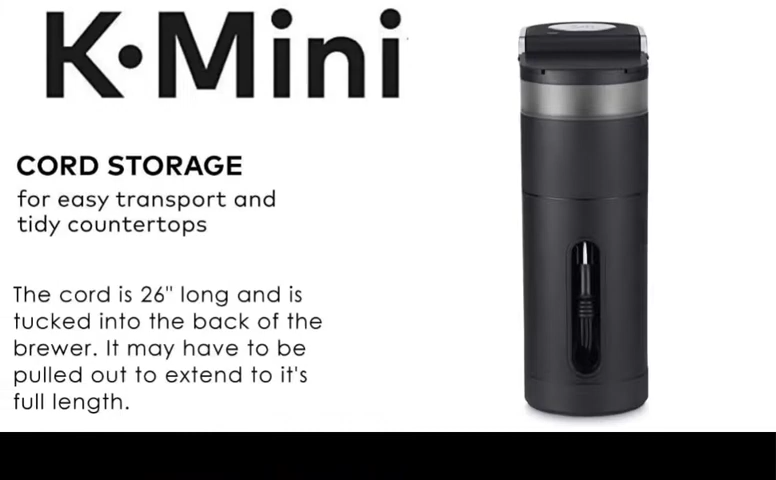 K•Mini
CORD STORAGE
for easy transport and
tidy countertops
The cord is 26" long and is
tucked into the back of the
brewer. It may have to be
pulled out to extend to it's
full length.